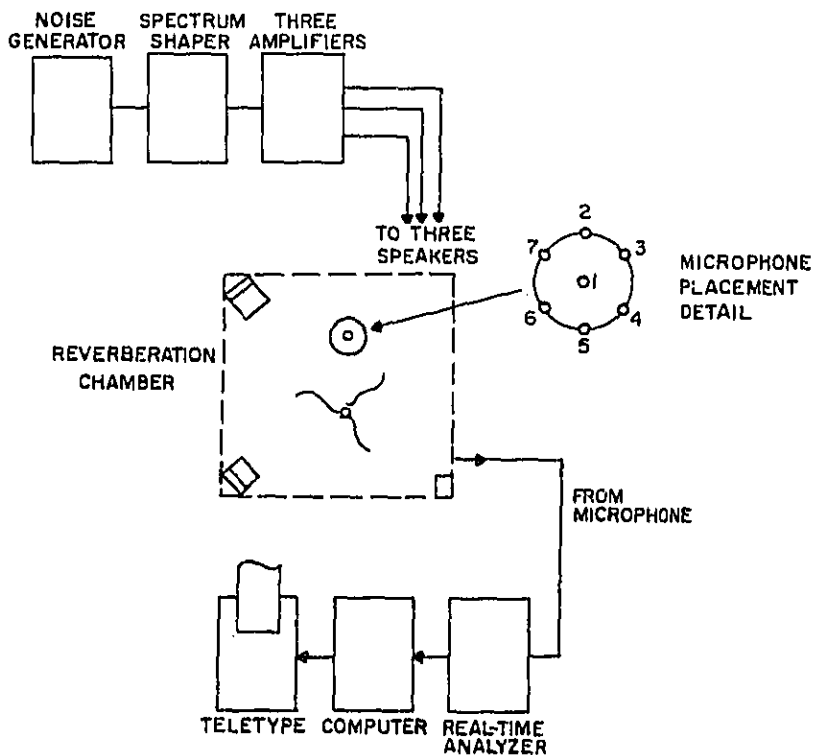 NOISE
GENERATOR
SPECTRUM
SHAPER
THREE
AMPLIFIERS
TO THREE
SPEAKERS
2
7
3
1
6
4
5
MICROPHONE
PLACEMENT
DETAIL
REVERBERATION
CHAMBER
FROM
MICROPHONE
TELETYPE
COMPUTER
REAL-TIME
ANALYZER